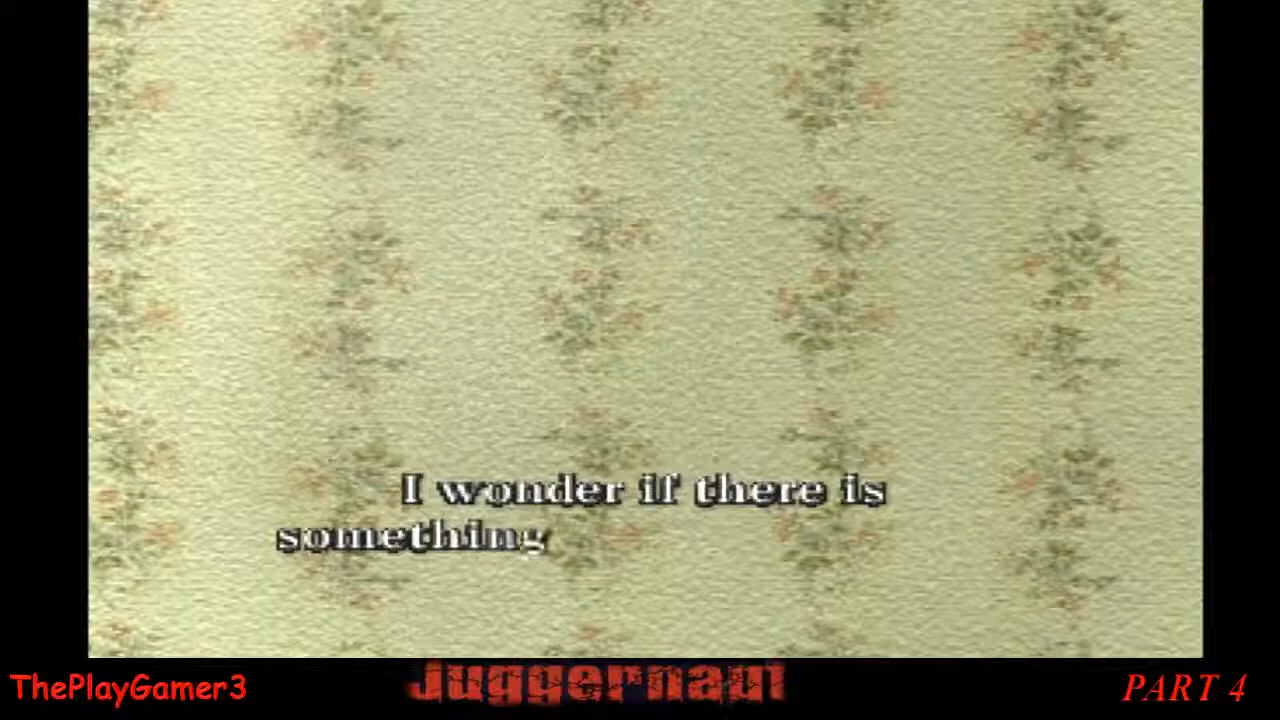 I wonder if there is
something
ThePlayGamer3
Juggernaut
PART 4